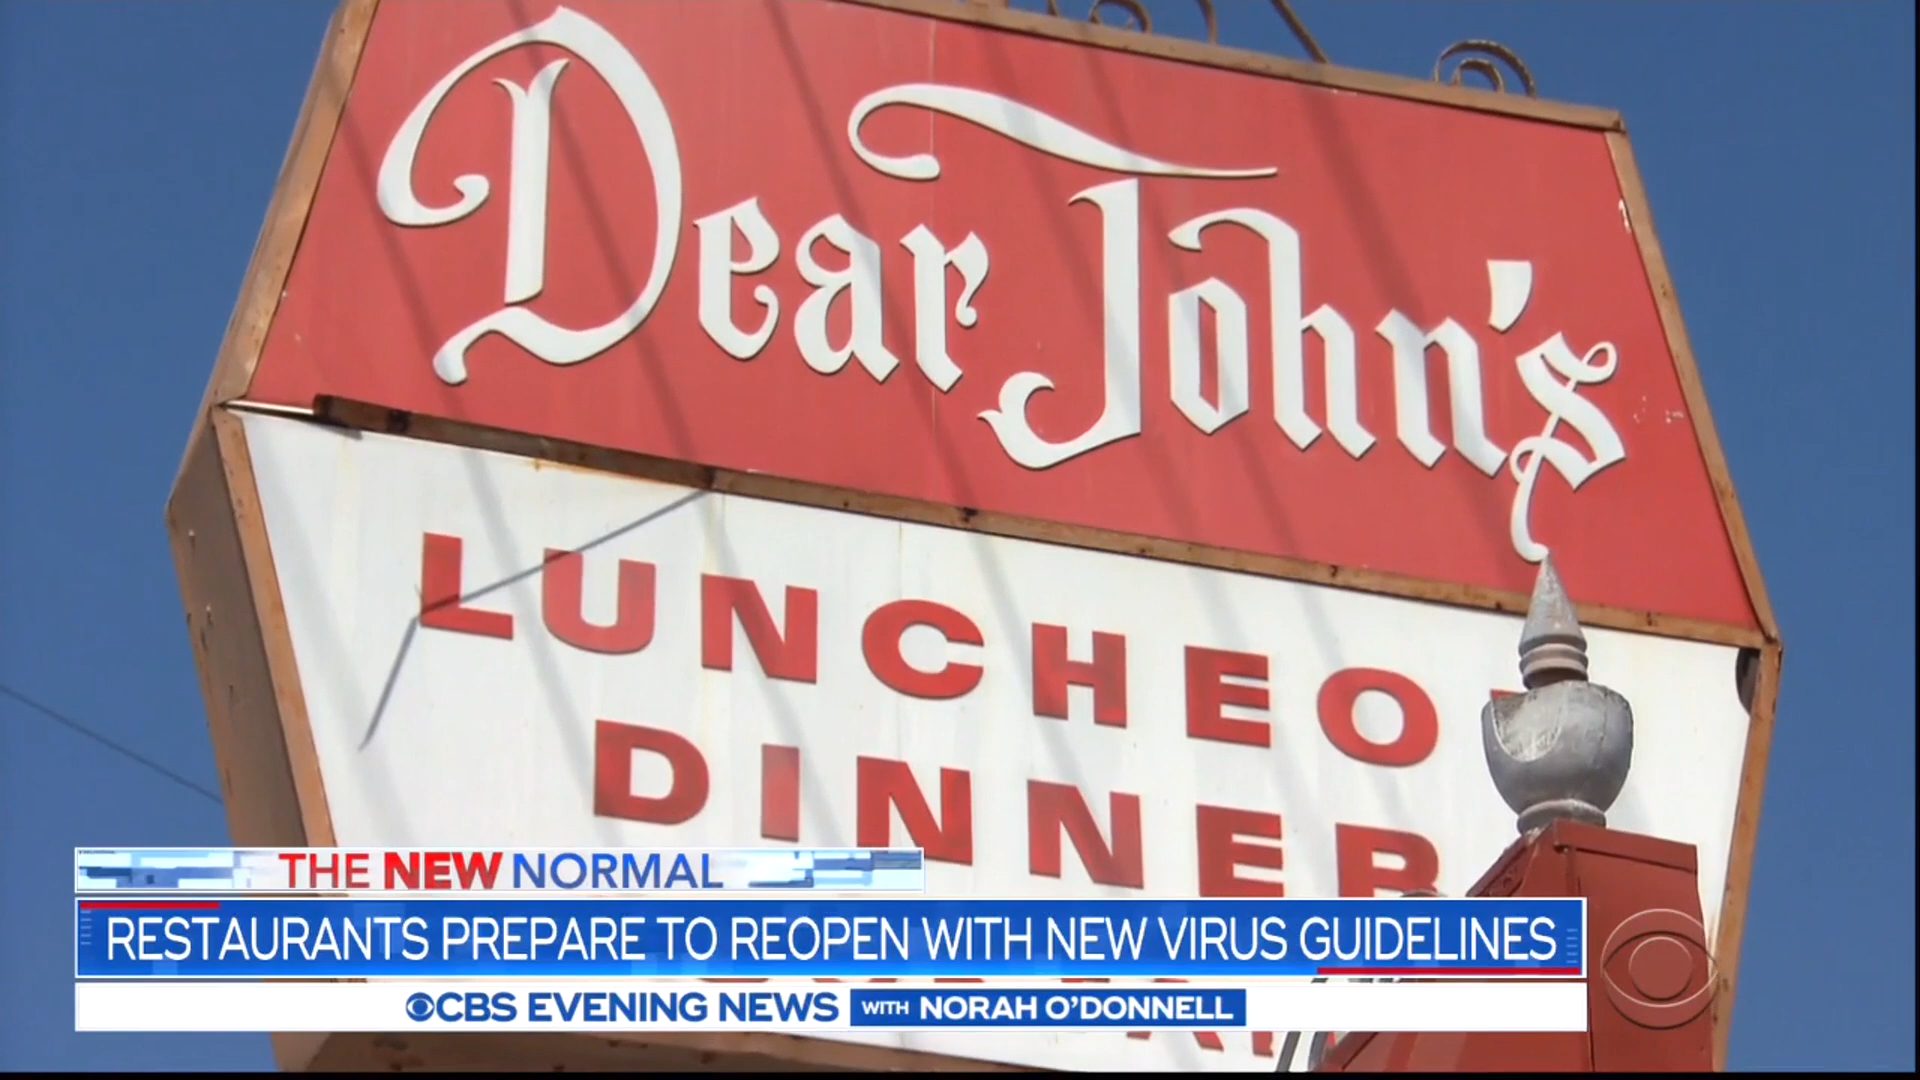 Dear John's
LUNCHEO
DINNER
THE NEW NORMAL
RESTAURANTS PREPARE TO REOPEN WITH NEW VIRUS GUIDELINES
CBS EVENING NEWS WITH NORAH O'DONNELL